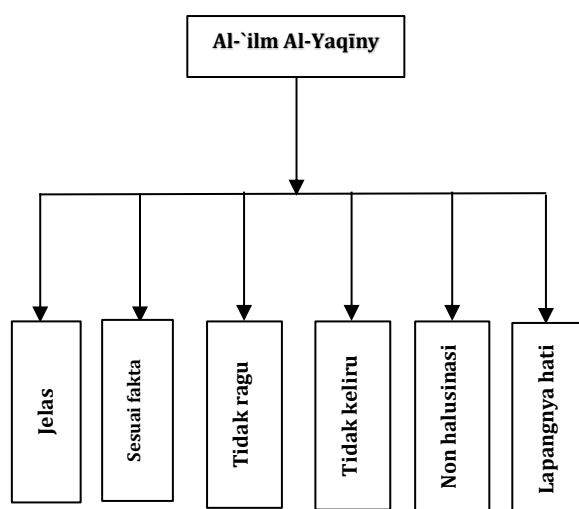 Al-`ilm Al-Yaqīny
Jelas
Sesuai fakta
Tidak ragu
Tidak keliru
Non halusinasi
Lapangnya hati